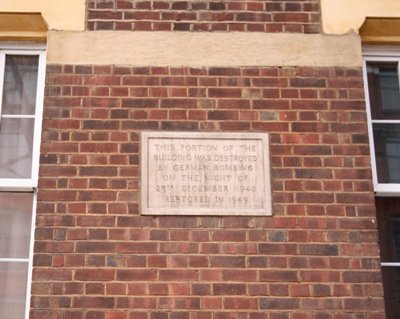 THIS PORTION OF THE
BUILDING WAS DESTROYED
BY GERMAN BOMBING
ON THE NIGHT OF
29TH DECEMBER 1940
RESTORED IN 1949